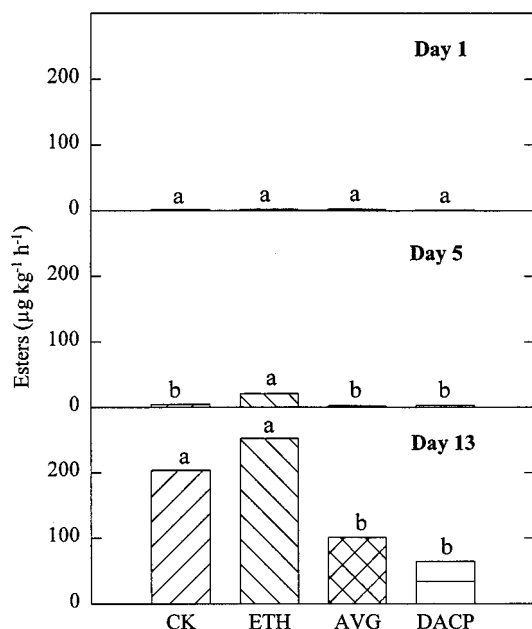 Day 1
200
100
a a a a
0
Day 5
200
100
b a b b
0
Day 13
a a
200
100
b b
0
CK ETH AVG DACP
Esters (µg kg⁻¹ h⁻¹)